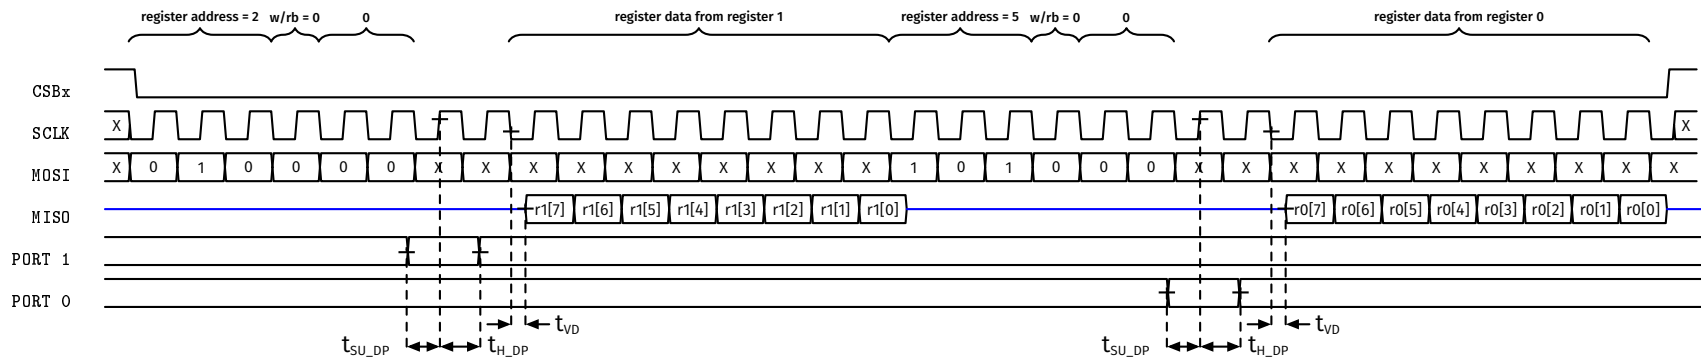 register address = 2 w/rb = 0 0 register data from register 1 register address = 5 w/rb = 0 0 register data from register 0
CSBx
SCLK X X
MOSI X 0 1 0 0 0 0 X X X X X X X X X X 1 0 1 0 0 0 X X X X X X X X X X X
MISO r1[7] r1[6] r1[5] r1[4] r1[3] r1[2] r1[1] r1[0] r0[7] r0[6] r0[5] r0[4] r0[3] r0[2] r0[1] r0[0]
PORT 1
PORT 0
tVD tVD
tSU_DP tH_DP tSU_DP tH_DP